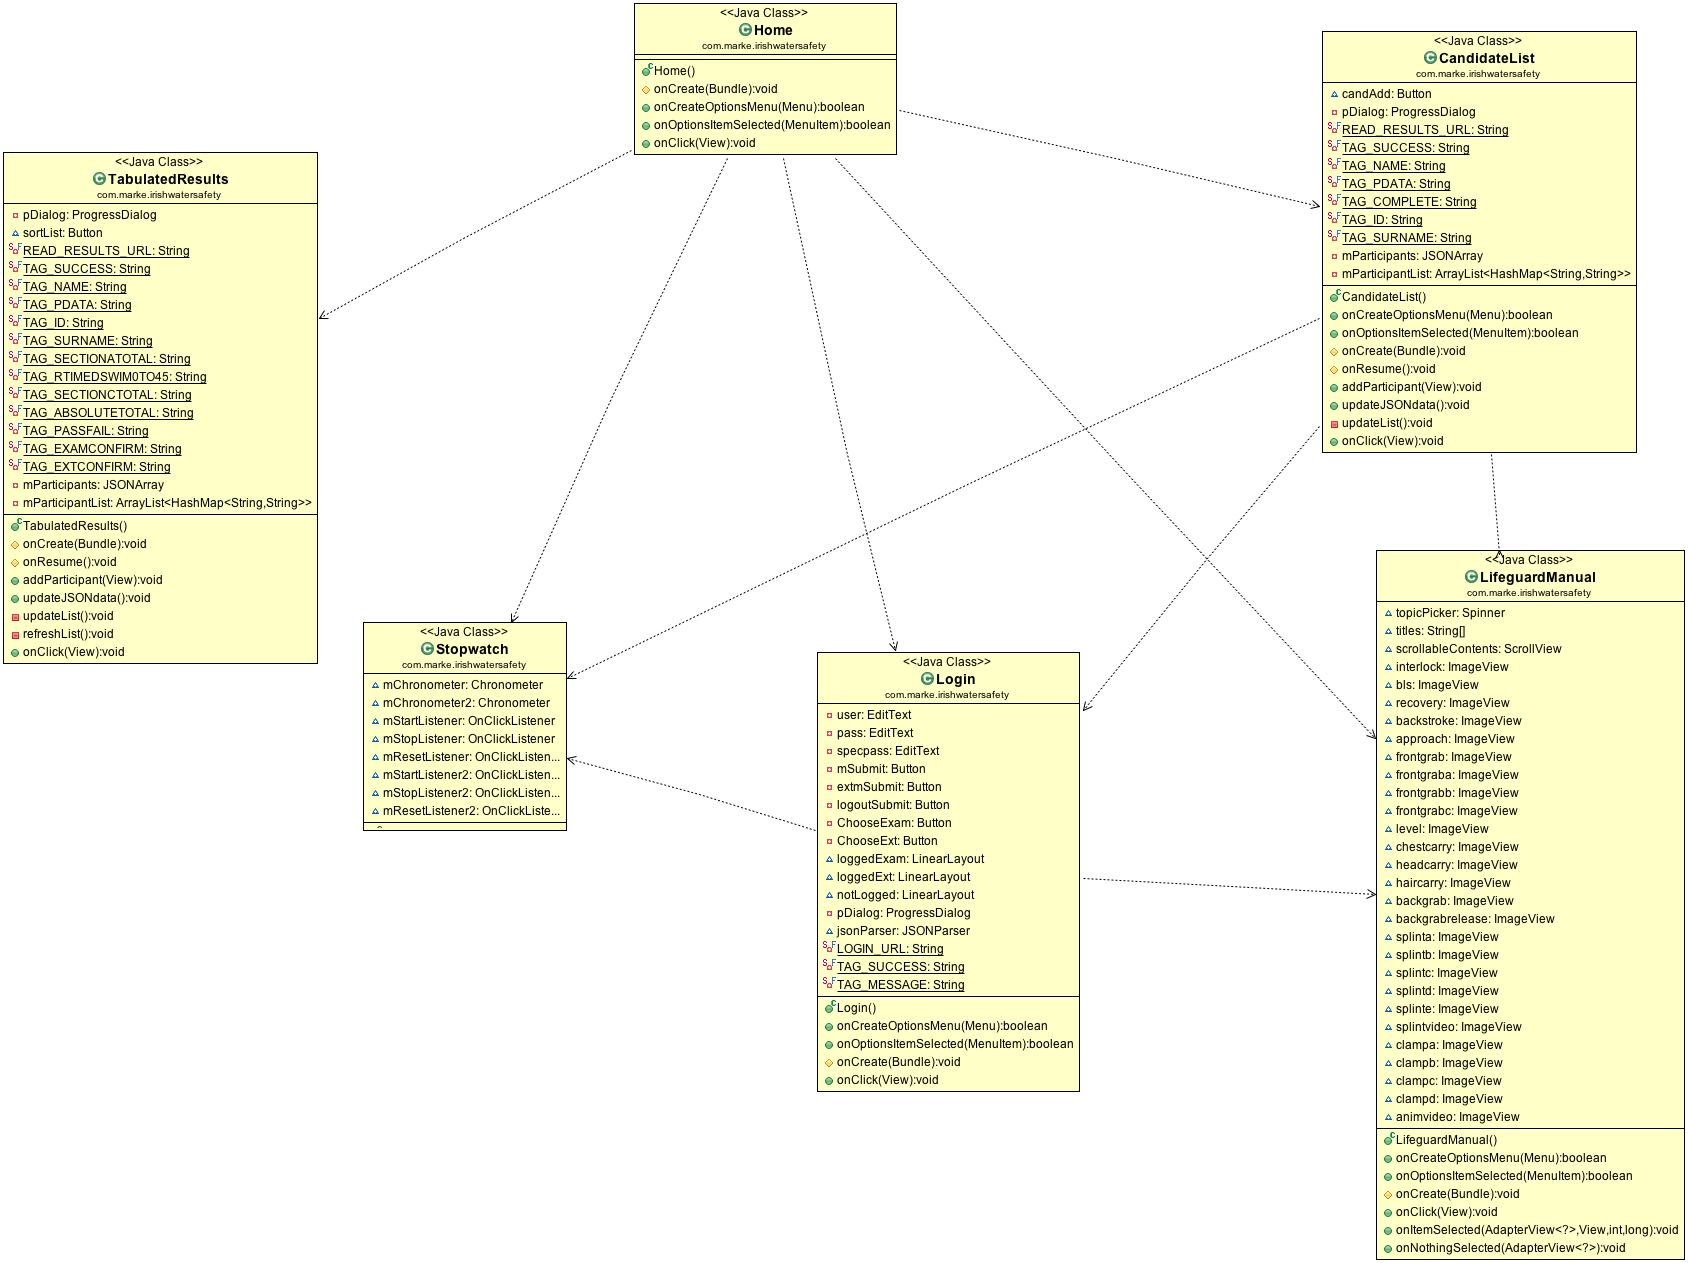 <<Java Class>>
Home
com.marke.irishwatersafety
Home()
onCreate(Bundle):void
onCreateOptionsMenu(Menu):boolean
onOptionsItemSelected(MenuItem):boolean
onClick(View):void
<<Java Class>>
CandidateList
com.marke.irishwatersafety
candAdd: Button
pDialog: ProgressDialog
READ_RESULTS_URL: String
TAG_SUCCESS: String
TAG_NAME: String
TAG_PDATA: String
TAG_COMPLETE: String
TAG_ID: String
TAG_SURNAME: String
mParticipants: JSONArray
mParticipantList: ArrayList<HashMap<String,String>>
CandidateList()
onCreateOptionsMenu(Menu):boolean
onOptionsItemSelected(MenuItem):boolean
onCreate(Bundle):void
onResume():void
addParticipant(View):void
updateJSONdata():void
updateList():void
onClick(View):void
<<Java Class>>
TabulatedResults
com.marke.irishwatersafety
pDialog: ProgressDialog
sortList: Button
READ_RESULTS_URL: String
TAG_SUCCESS: String
TAG_NAME: String
TAG_PDATA: String
TAG_ID: String
TAG_SURNAME: String
TAG_SECTIONATOTAL: String
TAG_RTIMEDSWIM0TO45: String
TAG_SECTIONCTOTAL: String
TAG_ABSOLUTETOTAL: String
TAG_PASSFAIL: String
TAG_EXAMCONFIRM: String
TAG_EXTCONFIRM: String
mParticipants: JSONArray
mParticipantList: ArrayList<HashMap<String,String>>
TabulatedResults()
onCreate(Bundle):void
onResume():void
addParticipant(View):void
updateJSONdata():void
updateList():void
refreshList():void
onClick(View):void
<<Java Class>>
Stopwatch
com.marke.irishwatersafety
mChronometer: Chronometer
mChronometer2: Chronometer
mStartListener: OnClickListener
mStopListener: OnClickListener
mResetListener: OnClickListen...
mStartListener2: OnClickListen...
mStopListener2: OnClickListen...
mResetListener2: OnClickListe...
<<Java Class>>
Login
com.marke.irishwatersafety
user: EditText
pass: EditText
specpass: EditText
mSubmit: Button
extmSubmit: Button
logoutSubmit: Button
ChooseExam: Button
ChooseExt: Button
loggedExam: LinearLayout
loggedExt: LinearLayout
notLogged: LinearLayout
pDialog: ProgressDialog
jsonParser: JSONParser
LOGIN_URL: String
TAG_SUCCESS: String
TAG_MESSAGE: String
Login()
onCreateOptionsMenu(Menu):boolean
onOptionsItemSelected(MenuItem):boolean
onCreate(Bundle):void
onClick(View):void
<<Java Class>>
LifeguardManual
com.marke.irishwatersafety
topicPicker: Spinner
titles: String[]
scrollableContents: ScrollView
interlock: ImageView
bls: ImageView
recovery: ImageView
backstroke: ImageView
approach: ImageView
frontgrab: ImageView
frontgraba: ImageView
frontgrabb: ImageView
frontgrabc: ImageView
level: ImageView
chestcarry: ImageView
headcarry: ImageView
haircarry: ImageView
backgrab: ImageView
backgrabrelease: ImageView
splinta: ImageView
splintb: ImageView
splintc: ImageView
splintd: ImageView
splinte: ImageView
splintvideo: ImageView
clampa: ImageView
clampb: ImageView
clampc: ImageView
clampd: ImageView
animvideo: ImageView
LifeguardManual()
onCreateOptionsMenu(Menu):boolean
onOptionsItemSelected(MenuItem):boolean
onCreate(Bundle):void
onClick(View):void
onItemSelected(AdapterView<?>,View,int,long):void
onNothingSelected(AdapterView<?>):void